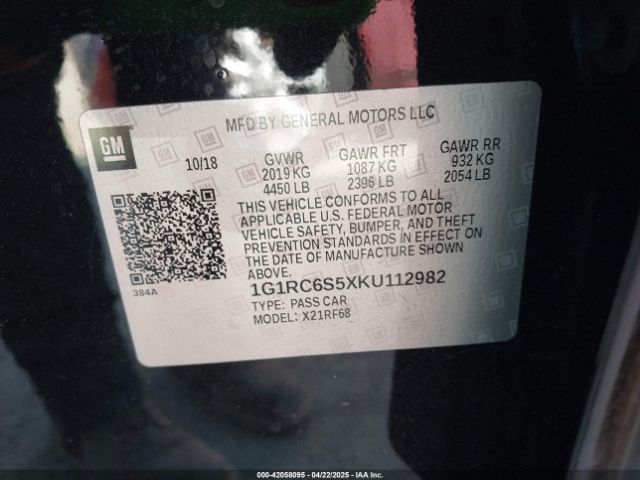 MFD BY GENERAL MOTORS LLC
GM
10/18
GVWR
2019 KG
4450 LB
GAWR FRT
1087 KG
2396 LB
GAWR RR
932 KG
2054 LB
THIS VEHICLE CONFORMS TO ALL
APPLICABLE U.S. FEDERAL MOTOR
VEHICLE SAFETY, BUMPER, AND THEFT
PREVENTION STANDARDS IN EFFECT ON
THE DATE OF MANUFACTURE SHOWN
ABOVE.
384A
1G1RC6S5XKU112982
TYPE: PASS CAR
MODEL: X21RF68
000-42058095 - 04/22/2025 - IAA Inc.